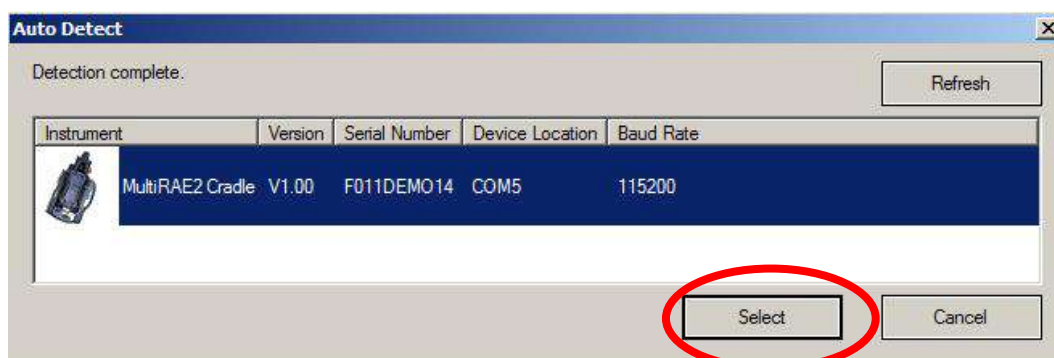 Auto Detect
Detection complete.
Refresh
Instrument Version Serial Number Device Location Baud Rate
MultiRAE2 Cradle V1.00 F011DEMO14 COM5 115200
Select Cancel